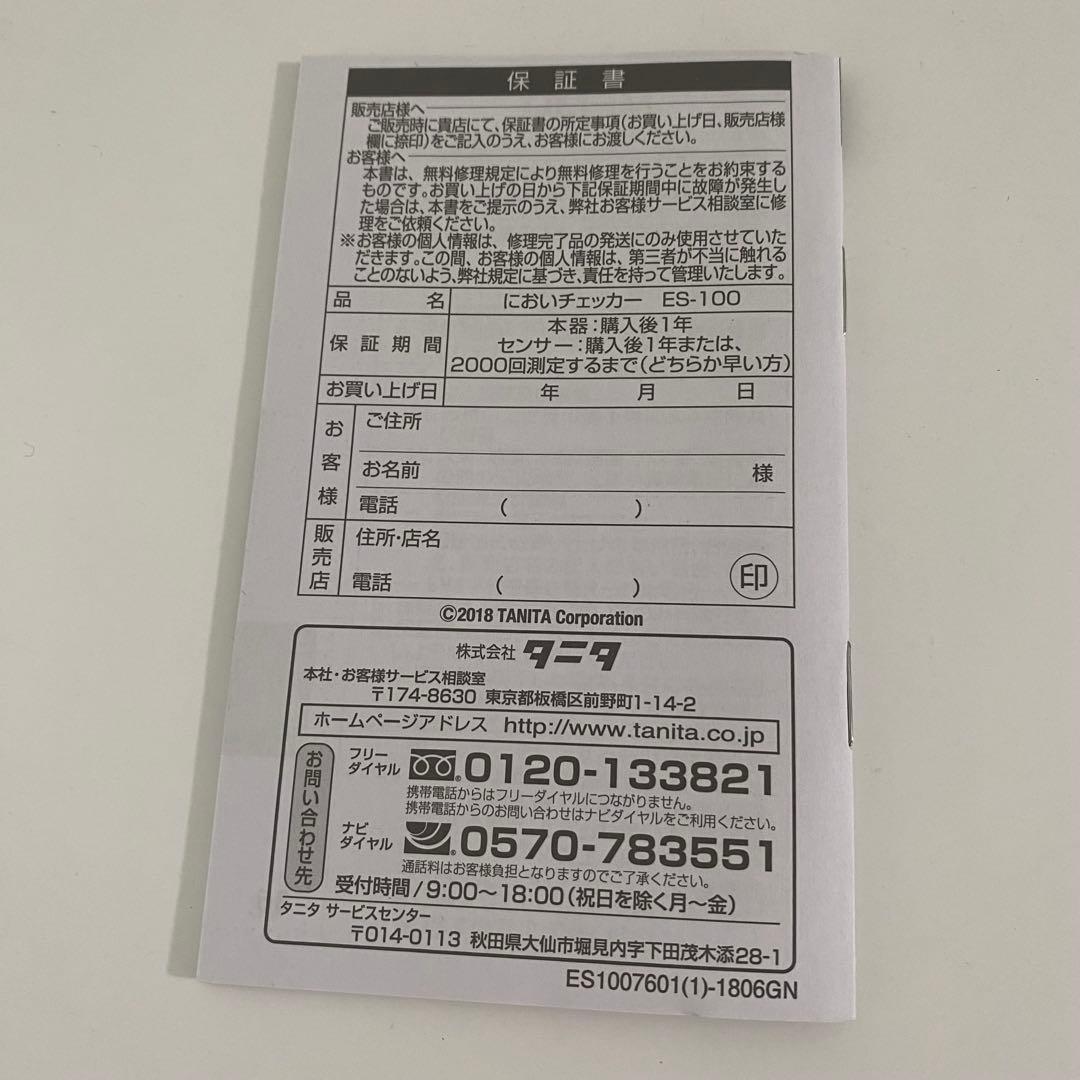 保証書
販売店様へ
ご販売時に貴店にて、保証書の所定事項(お買い上げ日、販売店様
欄に捺印)をご記入のうえ、お客様にお渡しください。
お客様へ
本書は、無料修理規定により無料修理を行うことをお約束する
ものです。お買い上げの日から下記保証期間中に故障が発生し
た場合は、本書をご提示のうえ、弊社お客様サービス相談室に修
理をご依頼ください。
※お客様の個人情報は、修理完了品の発送にのみ使用させていた
だきます。この間、お客様の個人情報は、第三者が不当に触れる
ことのないよう、弊社規定に基づき、責任を持って管理いたします。
品名 においチェッカー ES-100
保証期間 本器:購入後1年
センサー:購入後1年または、
2000回測定するまで(どちらか早い方)
お買い上げ日 年 月 日
お客様
ご住所
お名前 様
電話 ( )
販売店
住所・店名
電話 ( ) 印
©2018 TANITA Corporation
株式会社タニタ
本社・お客様サービス相談室
〒174-8630 東京都板橋区前野町1-14-2
ホームページアドレス http://www.tanita.co.jp
お問い合わせ先
フリーダイヤル 0120-133821
携帯電話からはフリーダイヤルにつながりません。
携帯電話からのお問い合わせはナビダイヤルをご利用ください。
ナビダイヤル 0570-783551
通話料はお客様負担となりますのでご了承ください。
受付時間/9:00～18:00(祝日を除く月～金)
タニタ サービスセンター
〒014-0113 秋田県大仙市堀見内字下田茂木添28-1
ES1007601(1)-1806GN